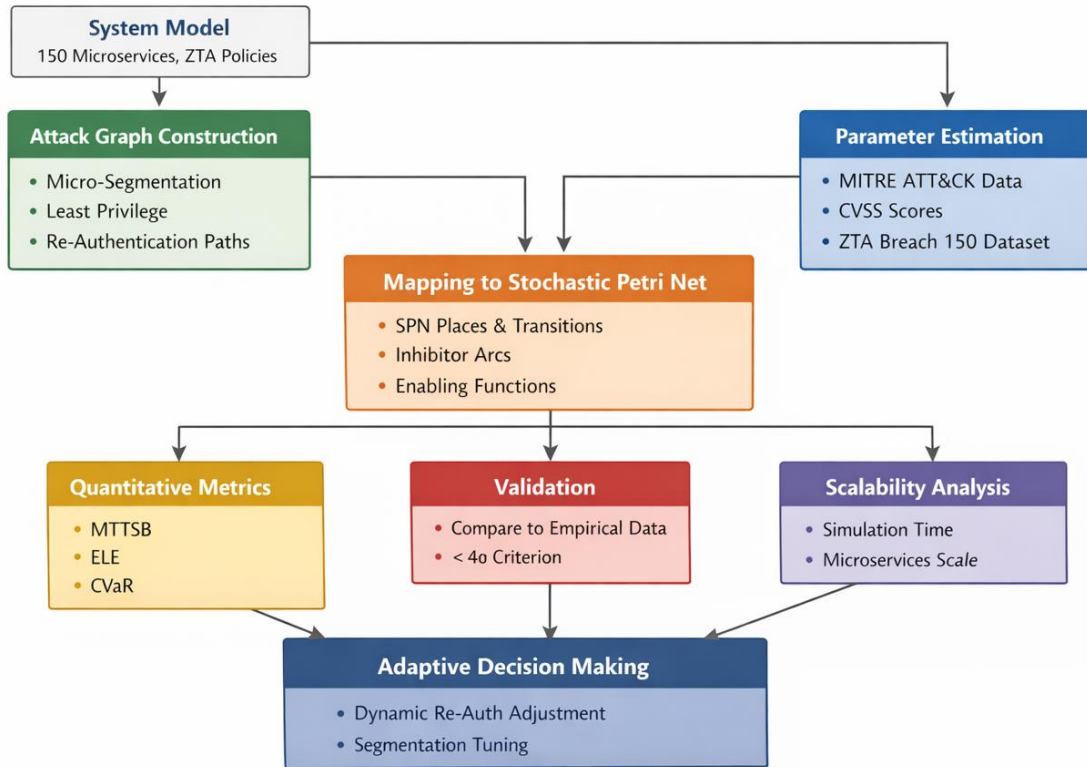 System Model
150 Microservices, ZTA Policies
Attack Graph Construction
• Micro-Segmentation
• Least Privilege
• Re-Authentication Paths
Parameter Estimation
• MITRE ATT&CK Data
• CVSS Scores
• ZTA Breach 150 Dataset
Mapping to Stochastic Petri Net
• SPN Places & Transitions
• Inhibitor Arcs
• Enabling Functions
Quantitative Metrics
• MTTSB
• ELE
• CVaR
Validation
• Compare to Empirical Data
• < 4σ Criterion
Scalability Analysis
• Simulation Time
• Microservices Scale
Adaptive Decision Making
• Dynamic Re-Auth Adjustment
• Segmentation Tuning